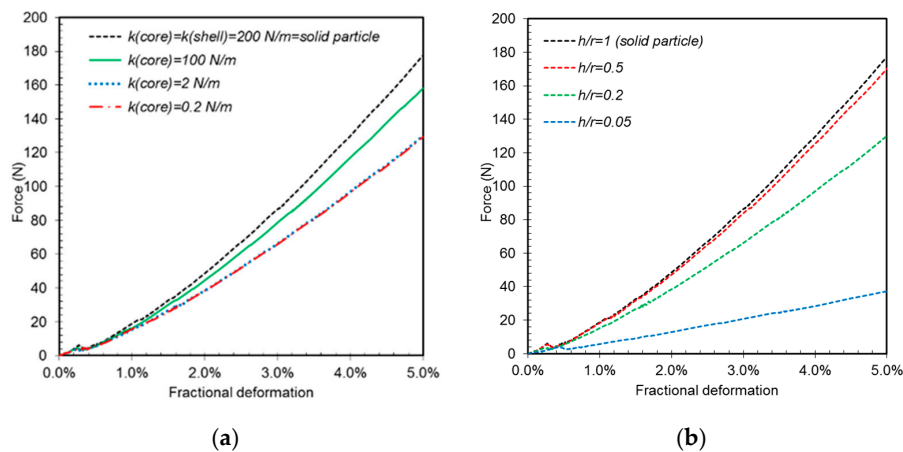 200
180
160
140
120
100
80
60
40
20
0
Force (N)
k(core)=k(shell)=200 N/m=solid particle
k(core)=100 N/m
k(core)=2 N/m
k(core)=0.2 N/m
0.0% 1.0% 2.0% 3.0% 4.0% 5.0%
Fractional deformation
(a)
200
180
160
140
120
100
80
60
40
20
0
Force (N)
h/r=1 (solid particle)
h/r=0.5
h/r=0.2
h/r=0.05
0.0% 1.0% 2.0% 3.0% 4.0% 5.0%
Fractional deformation
(b)